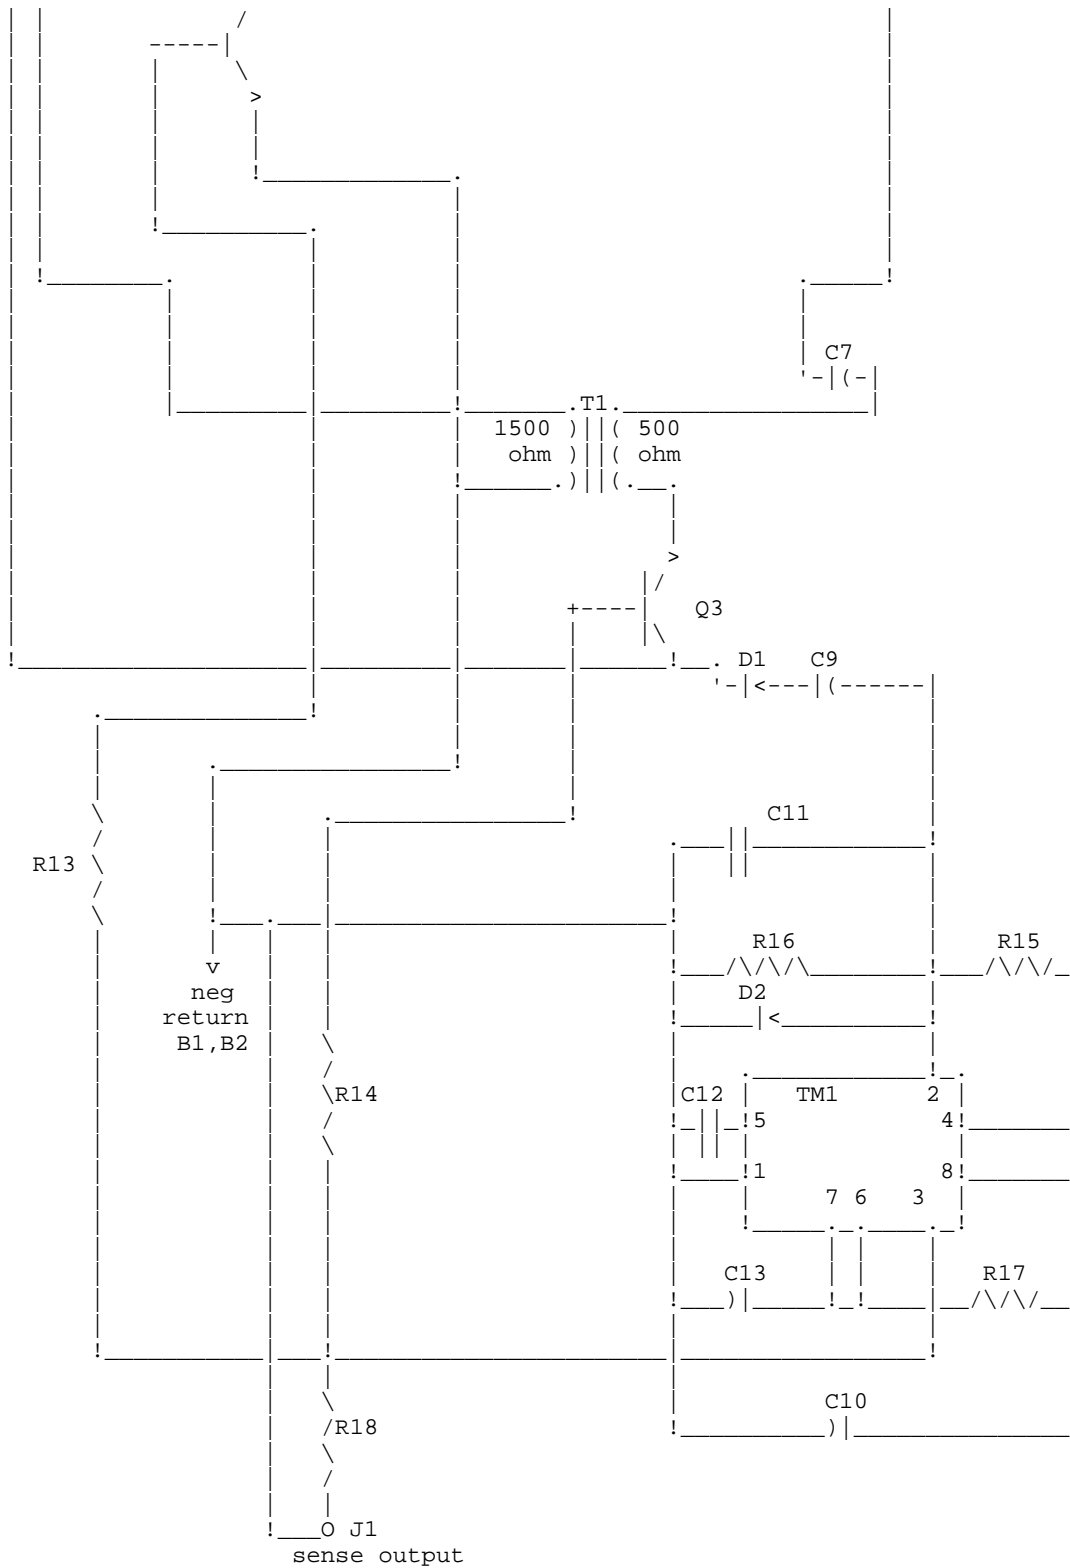 C7
T1
1500 500
ohm ohm
Q3
D1 C9
C11
R13
R16 R15
neg
return
B1,B2
D2
R14
C12 TM1 2
5 4
1 8
7 6 3
C13 R17
C10
R18
J1
sense output